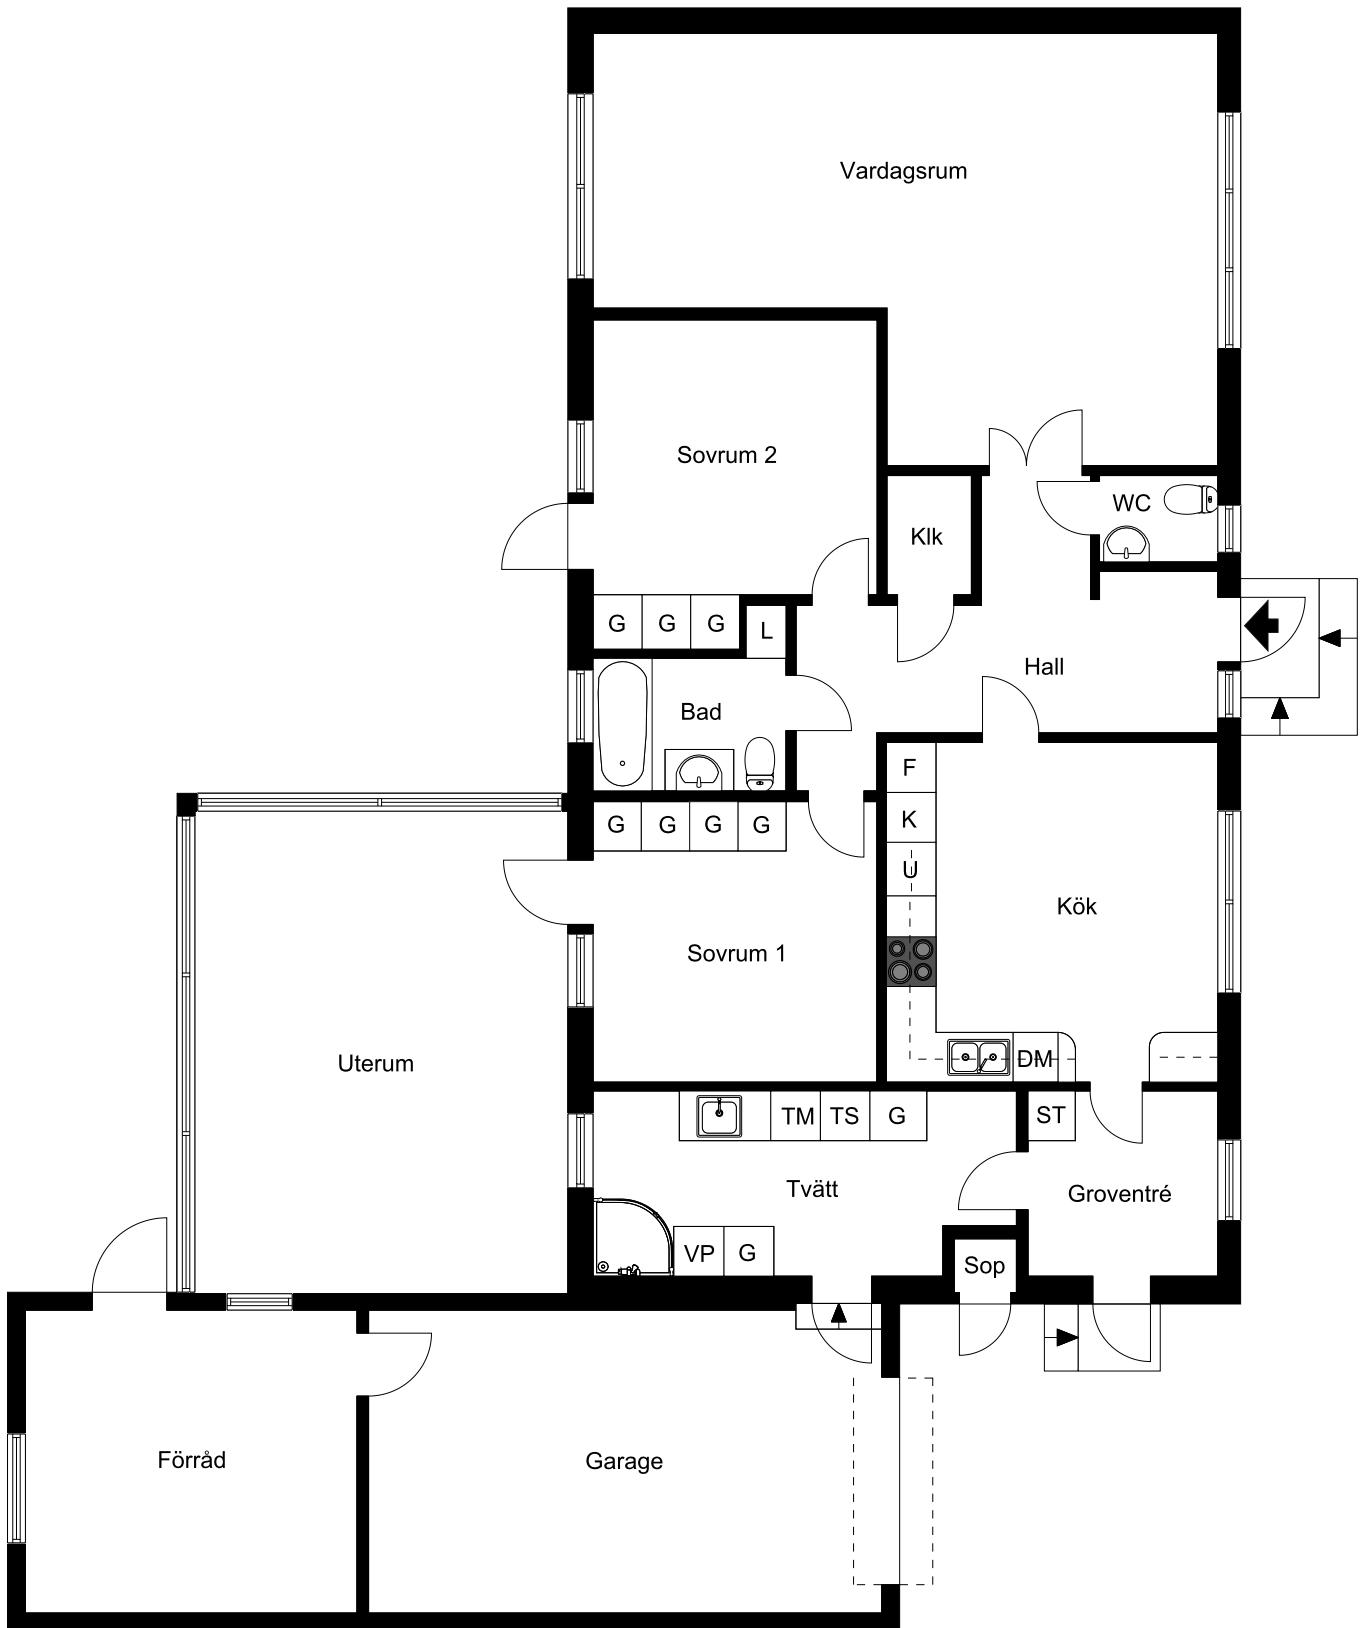 Vardagsrum
Sovrum 2
WC
Klk
G G G L
Hall
Bad
F
K
U
G G G G
Kök
Sovrum 1
Uterum
DM
TM TS G ST
Tvätt
Groventré
VP G
Sop
Förråd
Garage